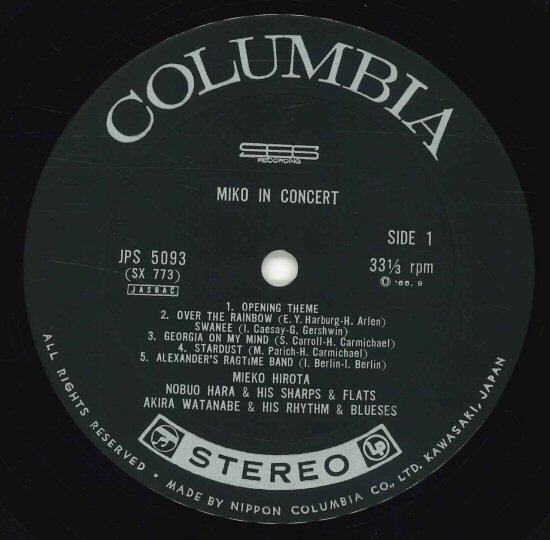 COLUMBIA
SSS
RECORDING
MIKO IN CONCERT
JPS 5093
(SX 773)
JASRAC
SIDE 1
33⅓ rpm
Ⓒ '66. 9
1. OPENING THEME
2. OVER THE RAINBOW (E. Y. Harburg-H. Arlen)
SWANEE (I. Caesay-G. Gershwin)
3. GEORGIA ON MY MIND (S. Carroll-H. Carmichael)
4. STARDUST (M. Parich-H. Carmichael)
5. ALEXANDER'S RAGTIME BAND (I. Berlin-I. Berlin)
MIEKO HIROTA
NOBUO HARA & HIS SHARPS & FLATS
AKIRA WATANABE & HIS RHYTHM & BLUESES
STEREO
LP
ALL RIGHTS RESERVED · MADE BY NIPPON COLUMBIA CO., LTD. KAWASAKI, JAPAN